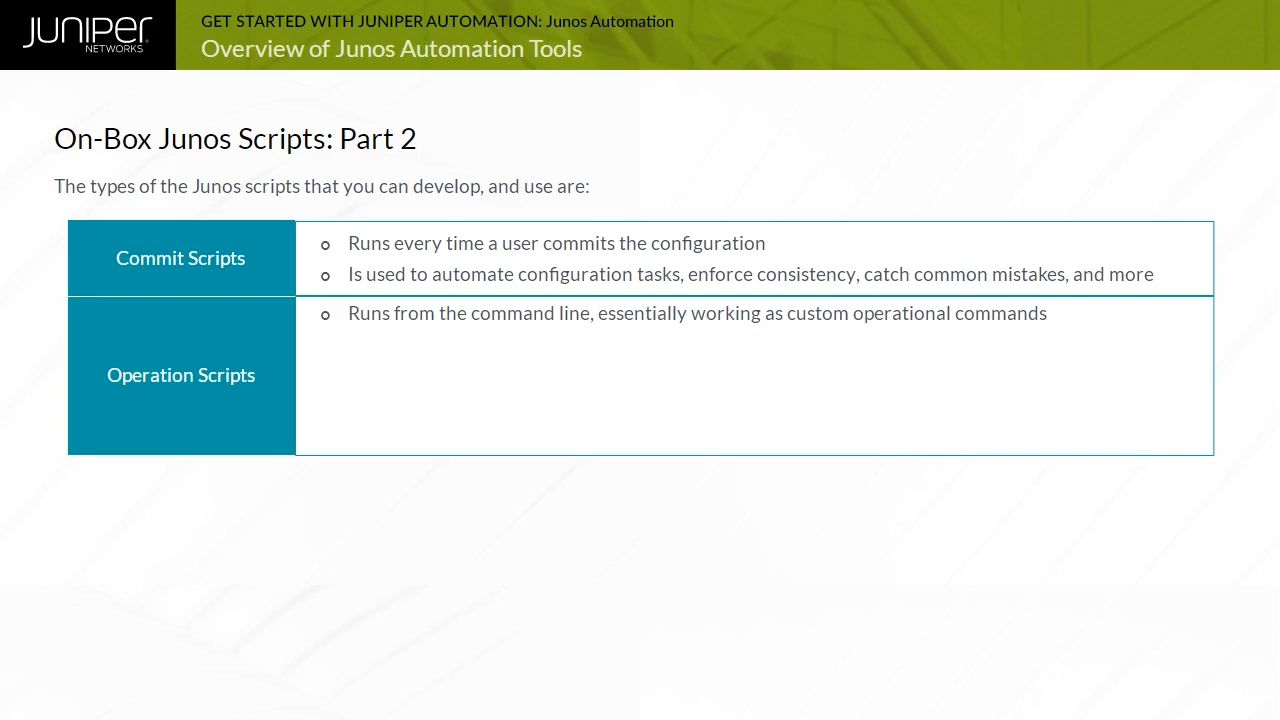 JUNIPER
NETWORKS
GET STARTED WITH JUNIPER AUTOMATION: Junos Automation
Overview of Junos Automation Tools
On-Box Junos Scripts: Part 2
The types of the Junos scripts that you can develop, and use are:
Commit Scripts
Runs every time a user commits the configuration
Is used to automate configuration tasks, enforce consistency, catch common mistakes, and more
Operation Scripts
Runs from the command line, essentially working as custom operational commands